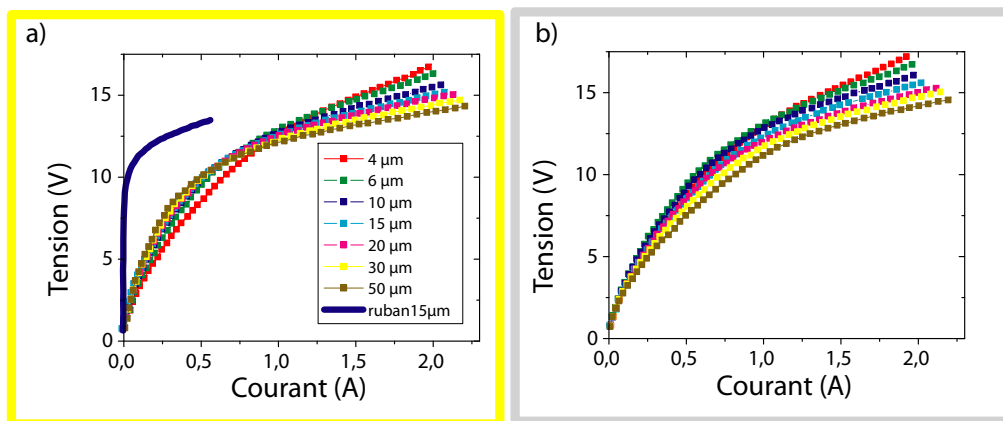 a)
15
10
5
0
0,0 0,5 1,0 1,5 2,0
Tension (V)
Courant (A)
4 µm
6 µm
10 µm
15 µm
20 µm
30 µm
50 µm
ruban15µm
b)
15
10
5
0
0,0 0,5 1,0 1,5 2,0
Tension (V)
Courant (A)